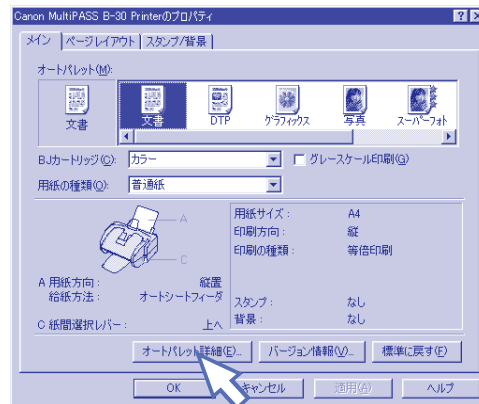 Canon MultiPASS B-30 Printerのプロパティ
メイン ページレイアウト スタンプ/背景
オートパレット(M):
文書 文書 DTP グラフィックス 写真 スーパーフォト
BJカートリッジ(C): カラー グレースケール印刷(G)
用紙の種類(Q): 普通紙
A
C
A 用紙方向: 縦置
給紙方法: オートシートフィーダ
C 紙間選択レバー: 上へ
用紙サイズ: A4
印刷方向: 縦
印刷の種類: 等倍印刷
スタンプ: なし
背景: なし
オートパレット詳細(E)... バージョン情報(V)... 標準に戻す(F)
OK キャンセル 適用(A) ヘルプ